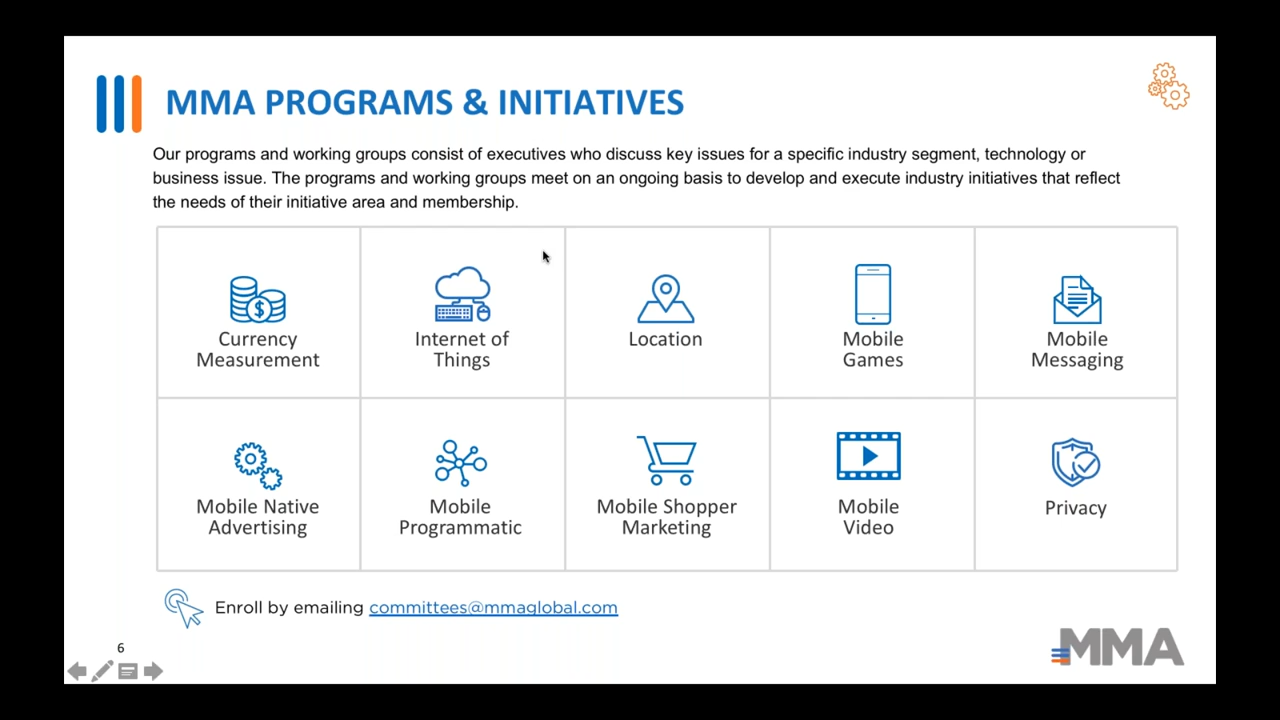 MMA PROGRAMS & INITIATIVES
Our programs and working groups consist of executives who discuss key issues for a specific industry segment, technology or
business issue. The programs and working groups meet on an ongoing basis to develop and execute industry initiatives that reflect
the needs of their initiative area and membership.
$
Currency
Measurement
Internet of
Things
Location
Mobile
Games
Mobile
Messaging
Mobile Native
Advertising
Mobile
Programmatic
Mobile Shopper
Marketing
Mobile
Video
Privacy
Enroll by emailing committees@mmaglobal.com
6
MMA